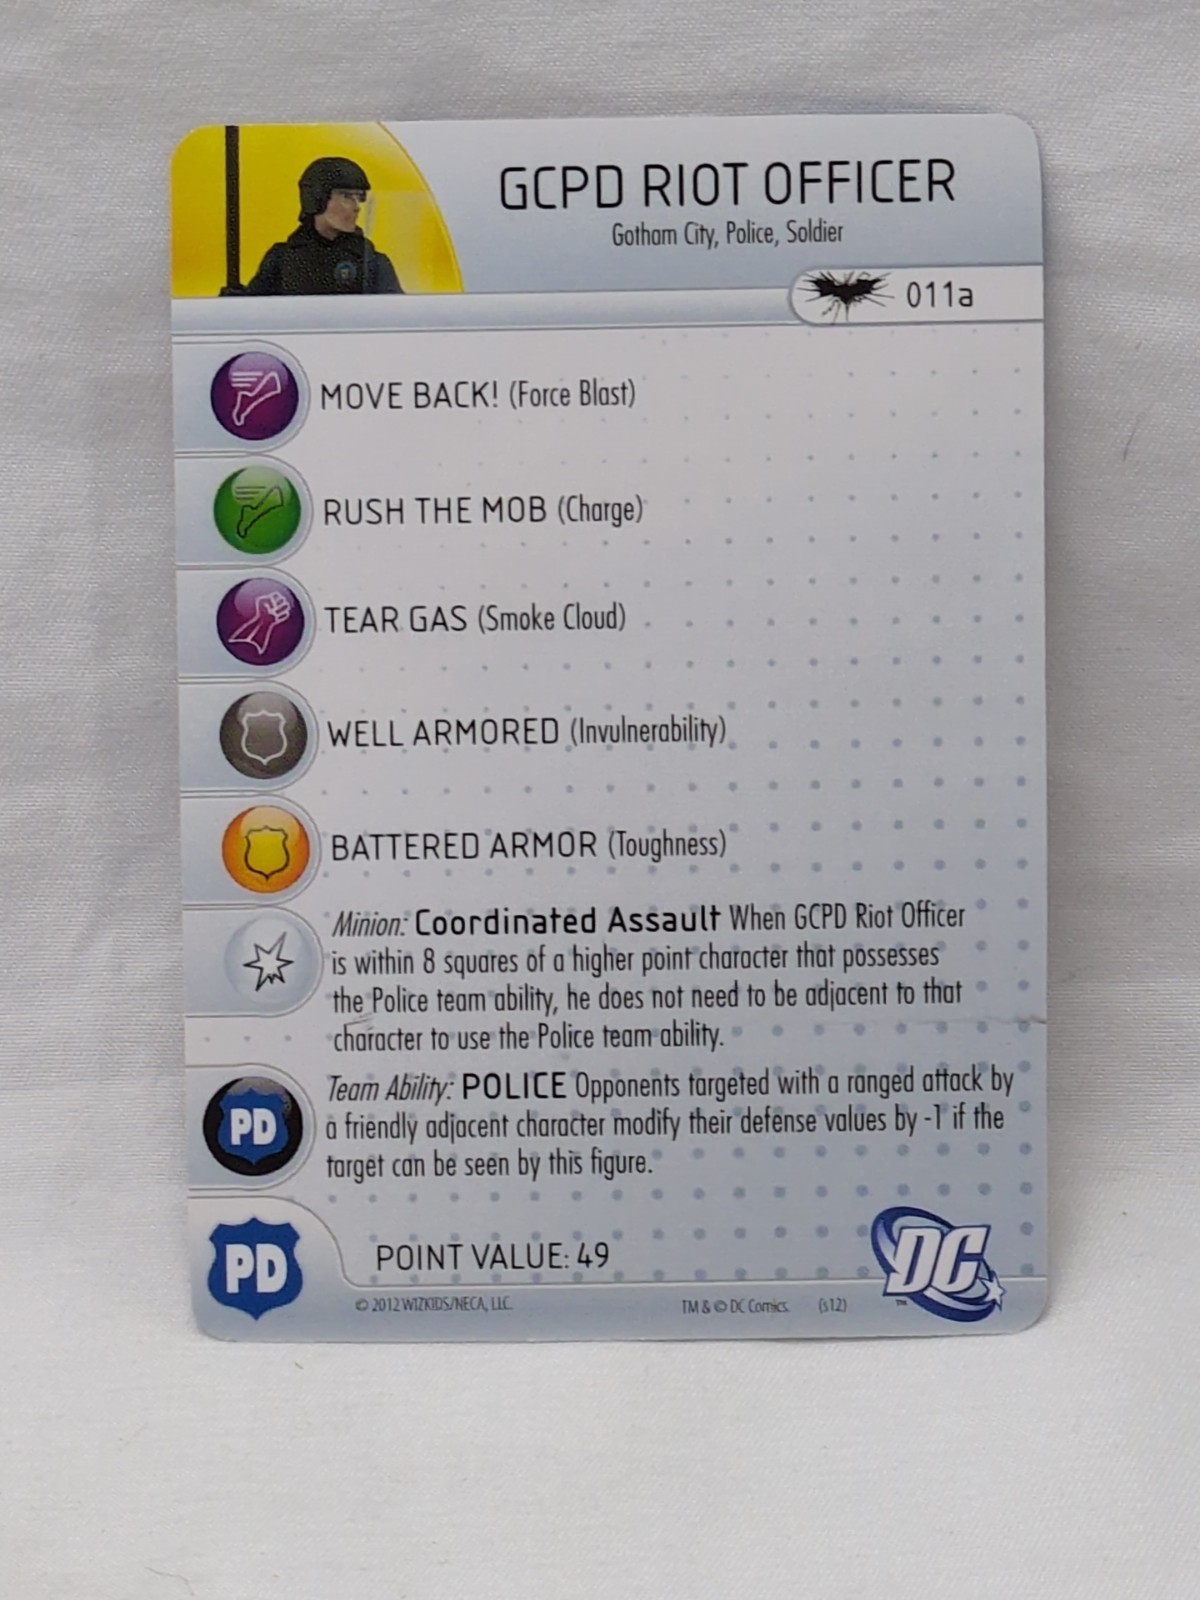 GCPD RIOT OFFICER
Gotham City, Police, Soldier
011a
MOVE BACK! (Force Blast)
RUSH THE MOB (Charge)
TEAR GAS (Smoke Cloud)
WELL ARMORED (Invulnerability)
BATTERED ARMOR (Toughness)
Minion: Coordinated Assault When GCPD Riot Officer
is within 8 squares of a higher point character that possesses
the Police team ability, he does not need to be adjacent to that
character to use the Police team ability.
PD
Team Ability: POLICE Opponents targeted with a ranged attack by
a friendly adjacent character modify their defense values by -1 if the
target can be seen by this figure.
PD
POINT VALUE: 49
DC
TM
© 2012 WIZKIDS/NECA, LLC.
TM & © DC Comics. (s12)